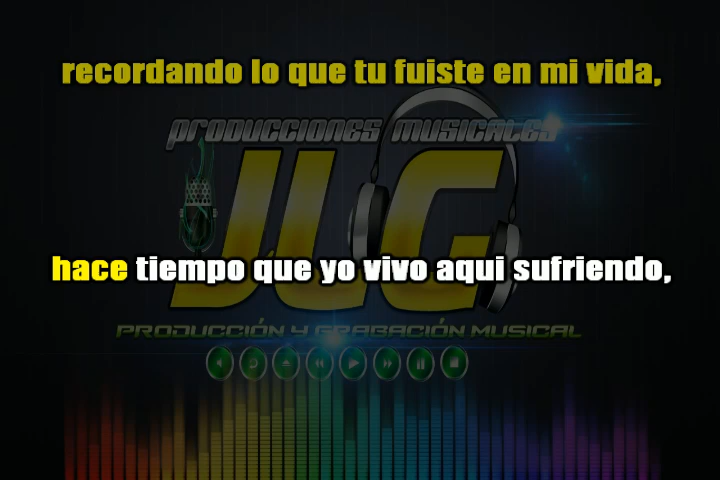 recordando lo que tu fuiste en mi vida,
PRODUCCIONES MUSICALES
JLG
hace tiempo que yo vivo aqui sufriendo,
PRODUCCIÓN Y GRABACIÓN MUSICAL